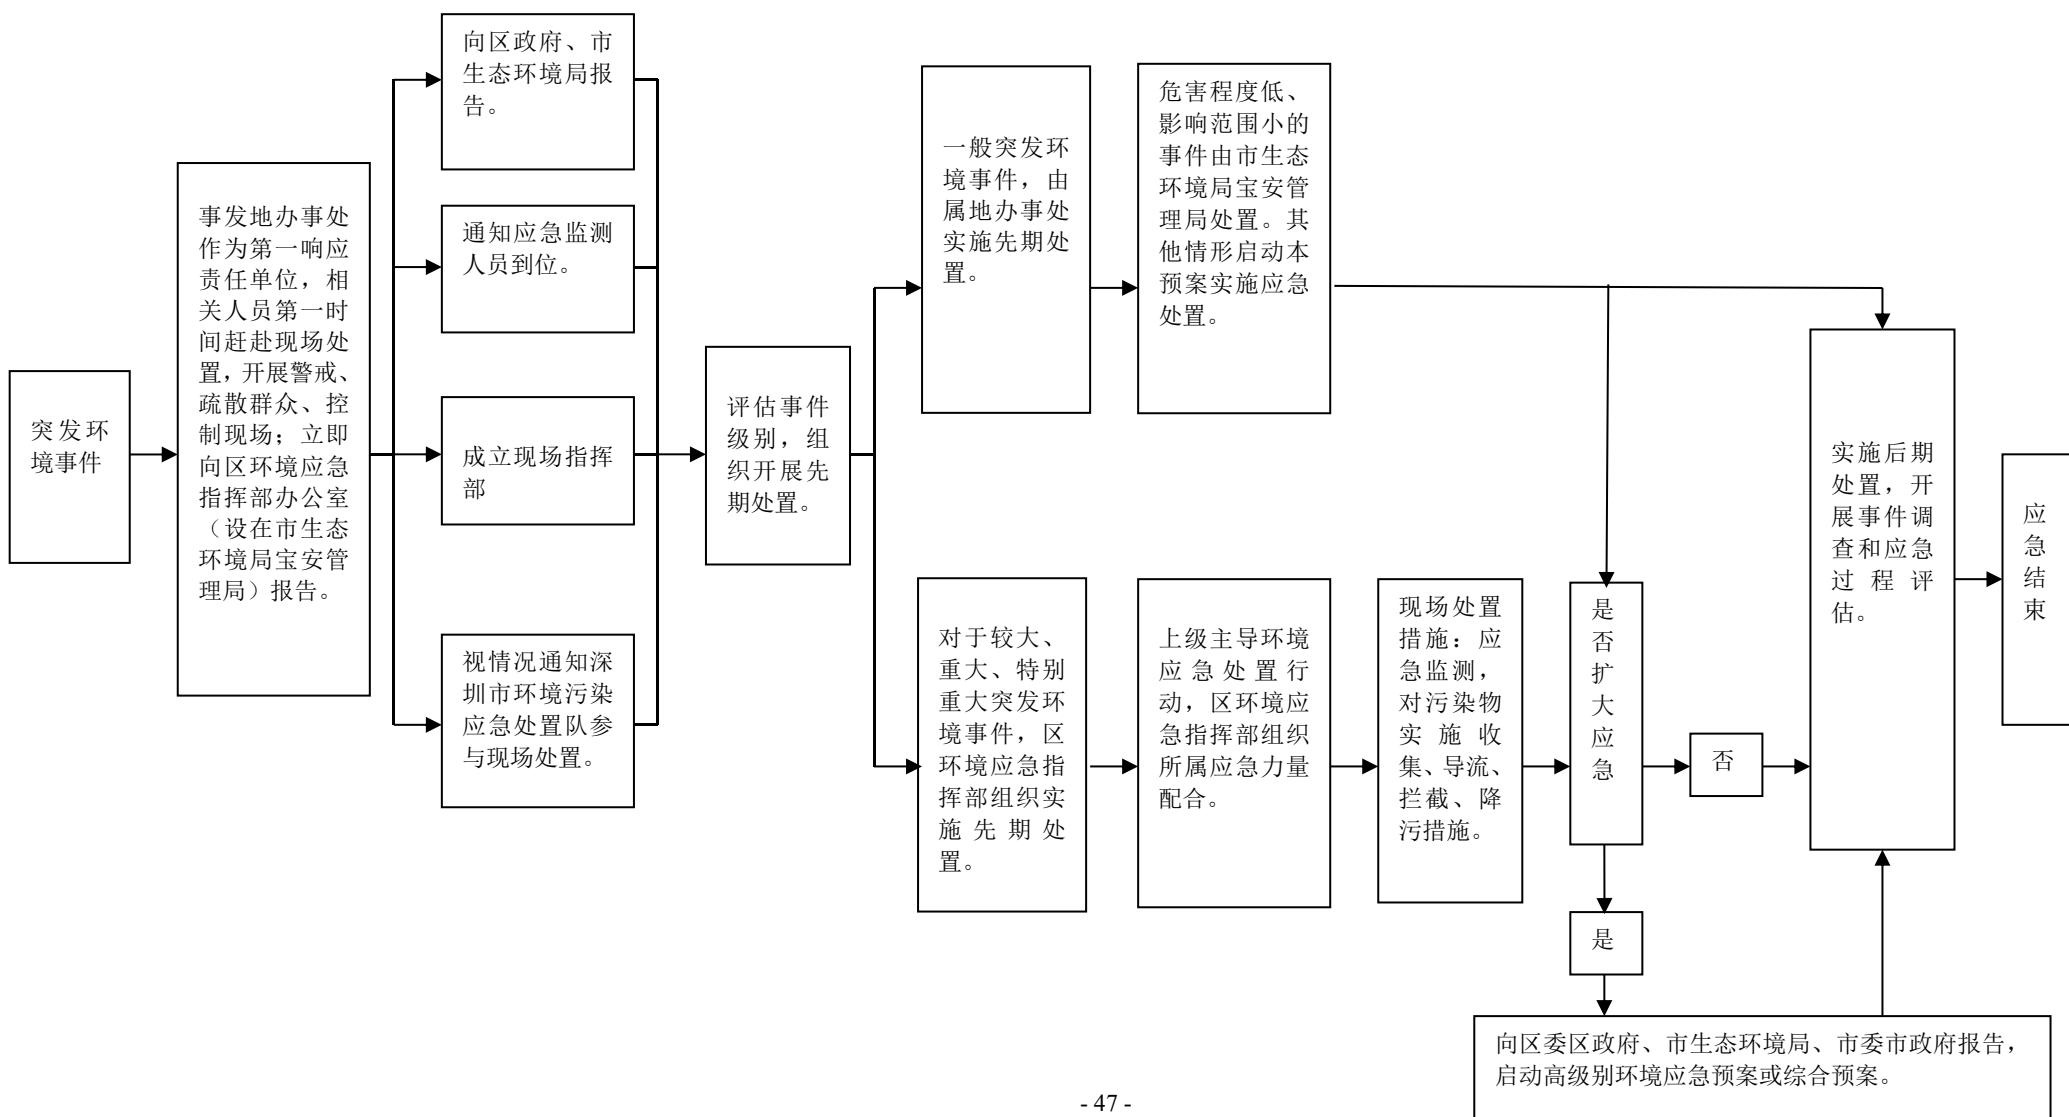 突发环
境事件
事发地办事处
作为第一响应
责任单位，相
关人员第一时
间赶赴现场处
置，开展警戒、
疏散群众、控
制现场；立即
向区环境应急
指挥部办公室
（设在市生态
环境局宝安管
理局）报告。
向区政府、市
生态环境局报
告。
通知应急监测
人员到位。
成立现场指挥
部
视情况通知深
圳市环境污染
应急处置队参
与现场处置。
评估事件
级别，组
织开展先
期处置。
一般突发环
境事件，由
属地办事处
实施先期处
置。
危害程度低、
影响范围小的
事件由市生态
环境局宝安管
理局处置。其
他情形启动本
预案实施应急
处置。
对于较大、
重大、特别
重大突发环
境事件，区
环境应急指
挥部组织实
施先期处
置。
上级主导环境
应急处置行
动，区环境应
急指挥部组织
所属应急力量
配合。
现场处置
措施：应
急监测，
对污染物
实施收
集、导流、
拦截、降
污措施。
是
否
扩
大
应
急
否
是
向区委区政府、市生态环境局、市委市政府报告，
启动高级别环境应急预案或综合预案。
实施后期
处置，开
展事件调
查和应急
过程评
估。
应
急
结
束
- 47 -